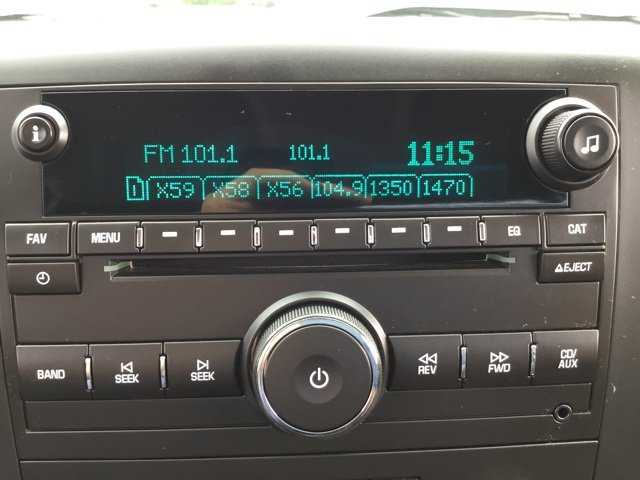 FM 101.1 101.1 11:15
1 X59 X58 X56 104.9 1350 1470
FAV MENU EQ CAT
EJECT
BAND SEEK SEEK REV FWD CD/AUX